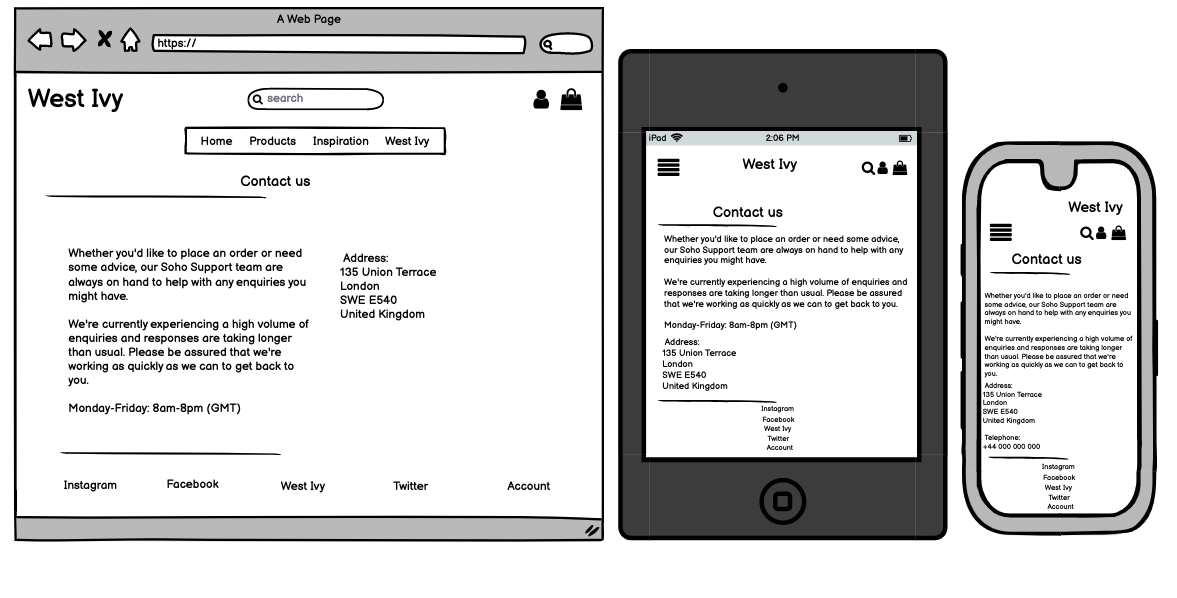 A Web Page
https://
West Ivy
search
Home Products Inspiration West Ivy
Contact us
Whether you'd like to place an order or need
some advice, our Soho Support team are
always on hand to help with any enquiries you
might have.
We're currently experiencing a high volume of
enquiries and responses are taking longer
than usual. Please be assured that we're
working as quickly as we can to get back to
you.
Monday-Friday: 8am-8pm (GMT)
Address:
135 Union Terrace
London
SWE E540
United Kingdom
Instagram Facebook West Ivy Twitter Account
iPad 2:06 PM
West Ivy
Contact us
Whether you'd like to place an order or need some advice,
our Soho Support team are always on hand to help with any
enquiries you might have.
We're currently experiencing a high volume of enquiries and
responses are taking longer than usual. Please be assured
that we're working as quickly as we can to get back to you.
Monday-Friday: 8am-8pm (GMT)
Address:
135 Union Terrace
London
SWE E540
United Kingdom
Instagram
Facebook
West Ivy
Twitter
Account
West Ivy
Contact us
Whether you'd like to place an order or need
some advice, our Soho Support team are
always on hand to help with any enquiries you
might have.
We're currently experiencing a high volume of
enquiries and responses are taking longer
than usual. Please be assured that we're
working as quickly as we can to get back to
you.
Address:
135 Union Terrace
London
SWE E540
United Kingdom
Telephone:
+44 000 000 000
Instagram
Facebook
West Ivy
Twitter
Account